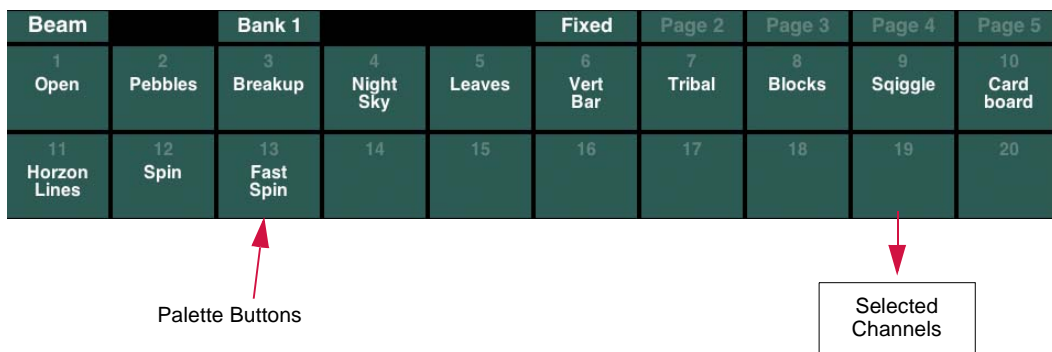 Beam Bank 1 Fixed Page 2 Page 3 Page 4 Page 5
1 2 3 4 5 6 7 8 9 10
Open Pebbles Breakup Night Sky Leaves Vert Bar Tribal Blocks Sqiggle Card board
11 12 13 14 15 16 17 18 19 20
Horzon Lines Spin Fast Spin
Palette Buttons
Selected
Channels